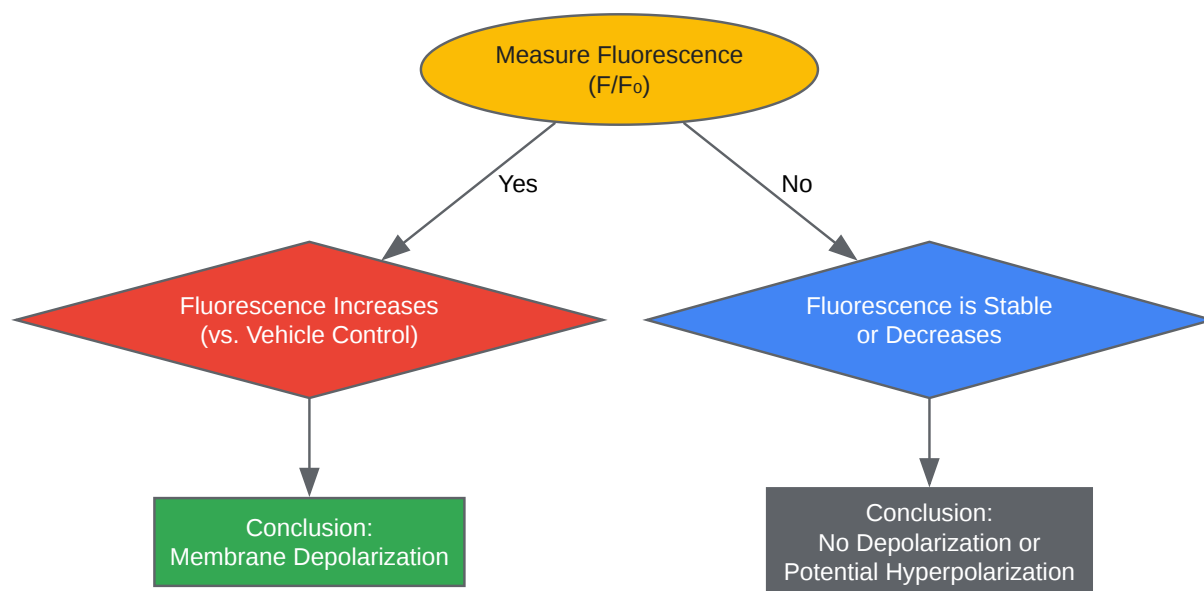 Measure Fluorescence
(F/F₀)
Yes
No
Fluorescence Increases
(vs. Vehicle Control)
Fluorescence is Stable
or Decreases
Conclusion:
Membrane Depolarization
Conclusion:
No Depolarization or
Potential Hyperpolarization